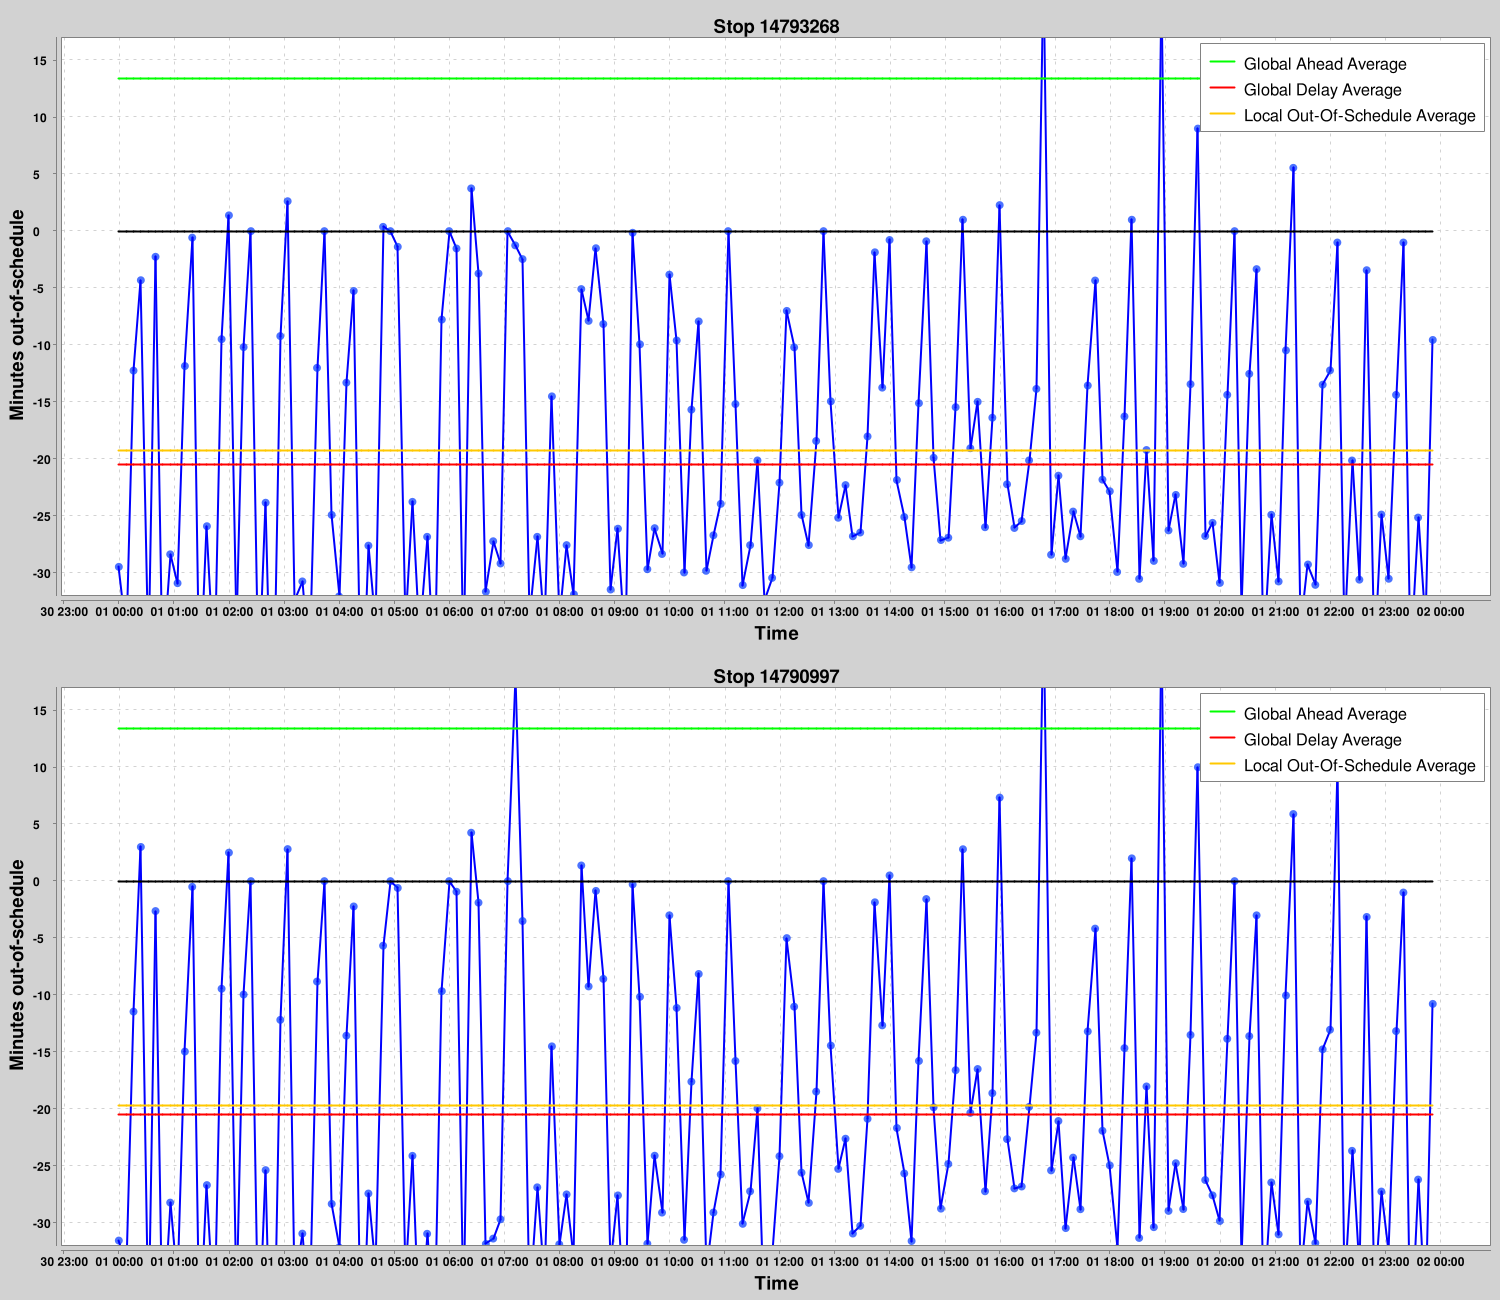 Stop 14793268
Global Ahead Average
Global Delay Average
Local Out-Of-Schedule Average
Minutes out-of-schedule
15
10
5
0
-5
-10
-15
-20
-25
-30
30 23:00 01 00:00 01 01:00 01 02:00 01 03:00 01 04:00 01 05:00 01 06:00 01 07:00 01 08:00 01 09:00 01 10:00 01 11:00 01 12:00 01 13:00 01 14:00 01 15:00 01 16:00 01 17:00 01 18:00 01 19:00 01 20:00 01 21:00 01 22:00 01 23:00 02 00:00
Time
Stop 14790997
Global Ahead Average
Global Delay Average
Local Out-Of-Schedule Average
Minutes out-of-schedule
15
10
5
0
-5
-10
-15
-20
-25
-30
30 23:00 01 00:00 01 01:00 01 02:00 01 03:00 01 04:00 01 05:00 01 06:00 01 07:00 01 08:00 01 09:00 01 10:00 01 11:00 01 12:00 01 13:00 01 14:00 01 15:00 01 16:00 01 17:00 01 18:00 01 19:00 01 20:00 01 21:00 01 22:00 01 23:00 02 00:00
Time